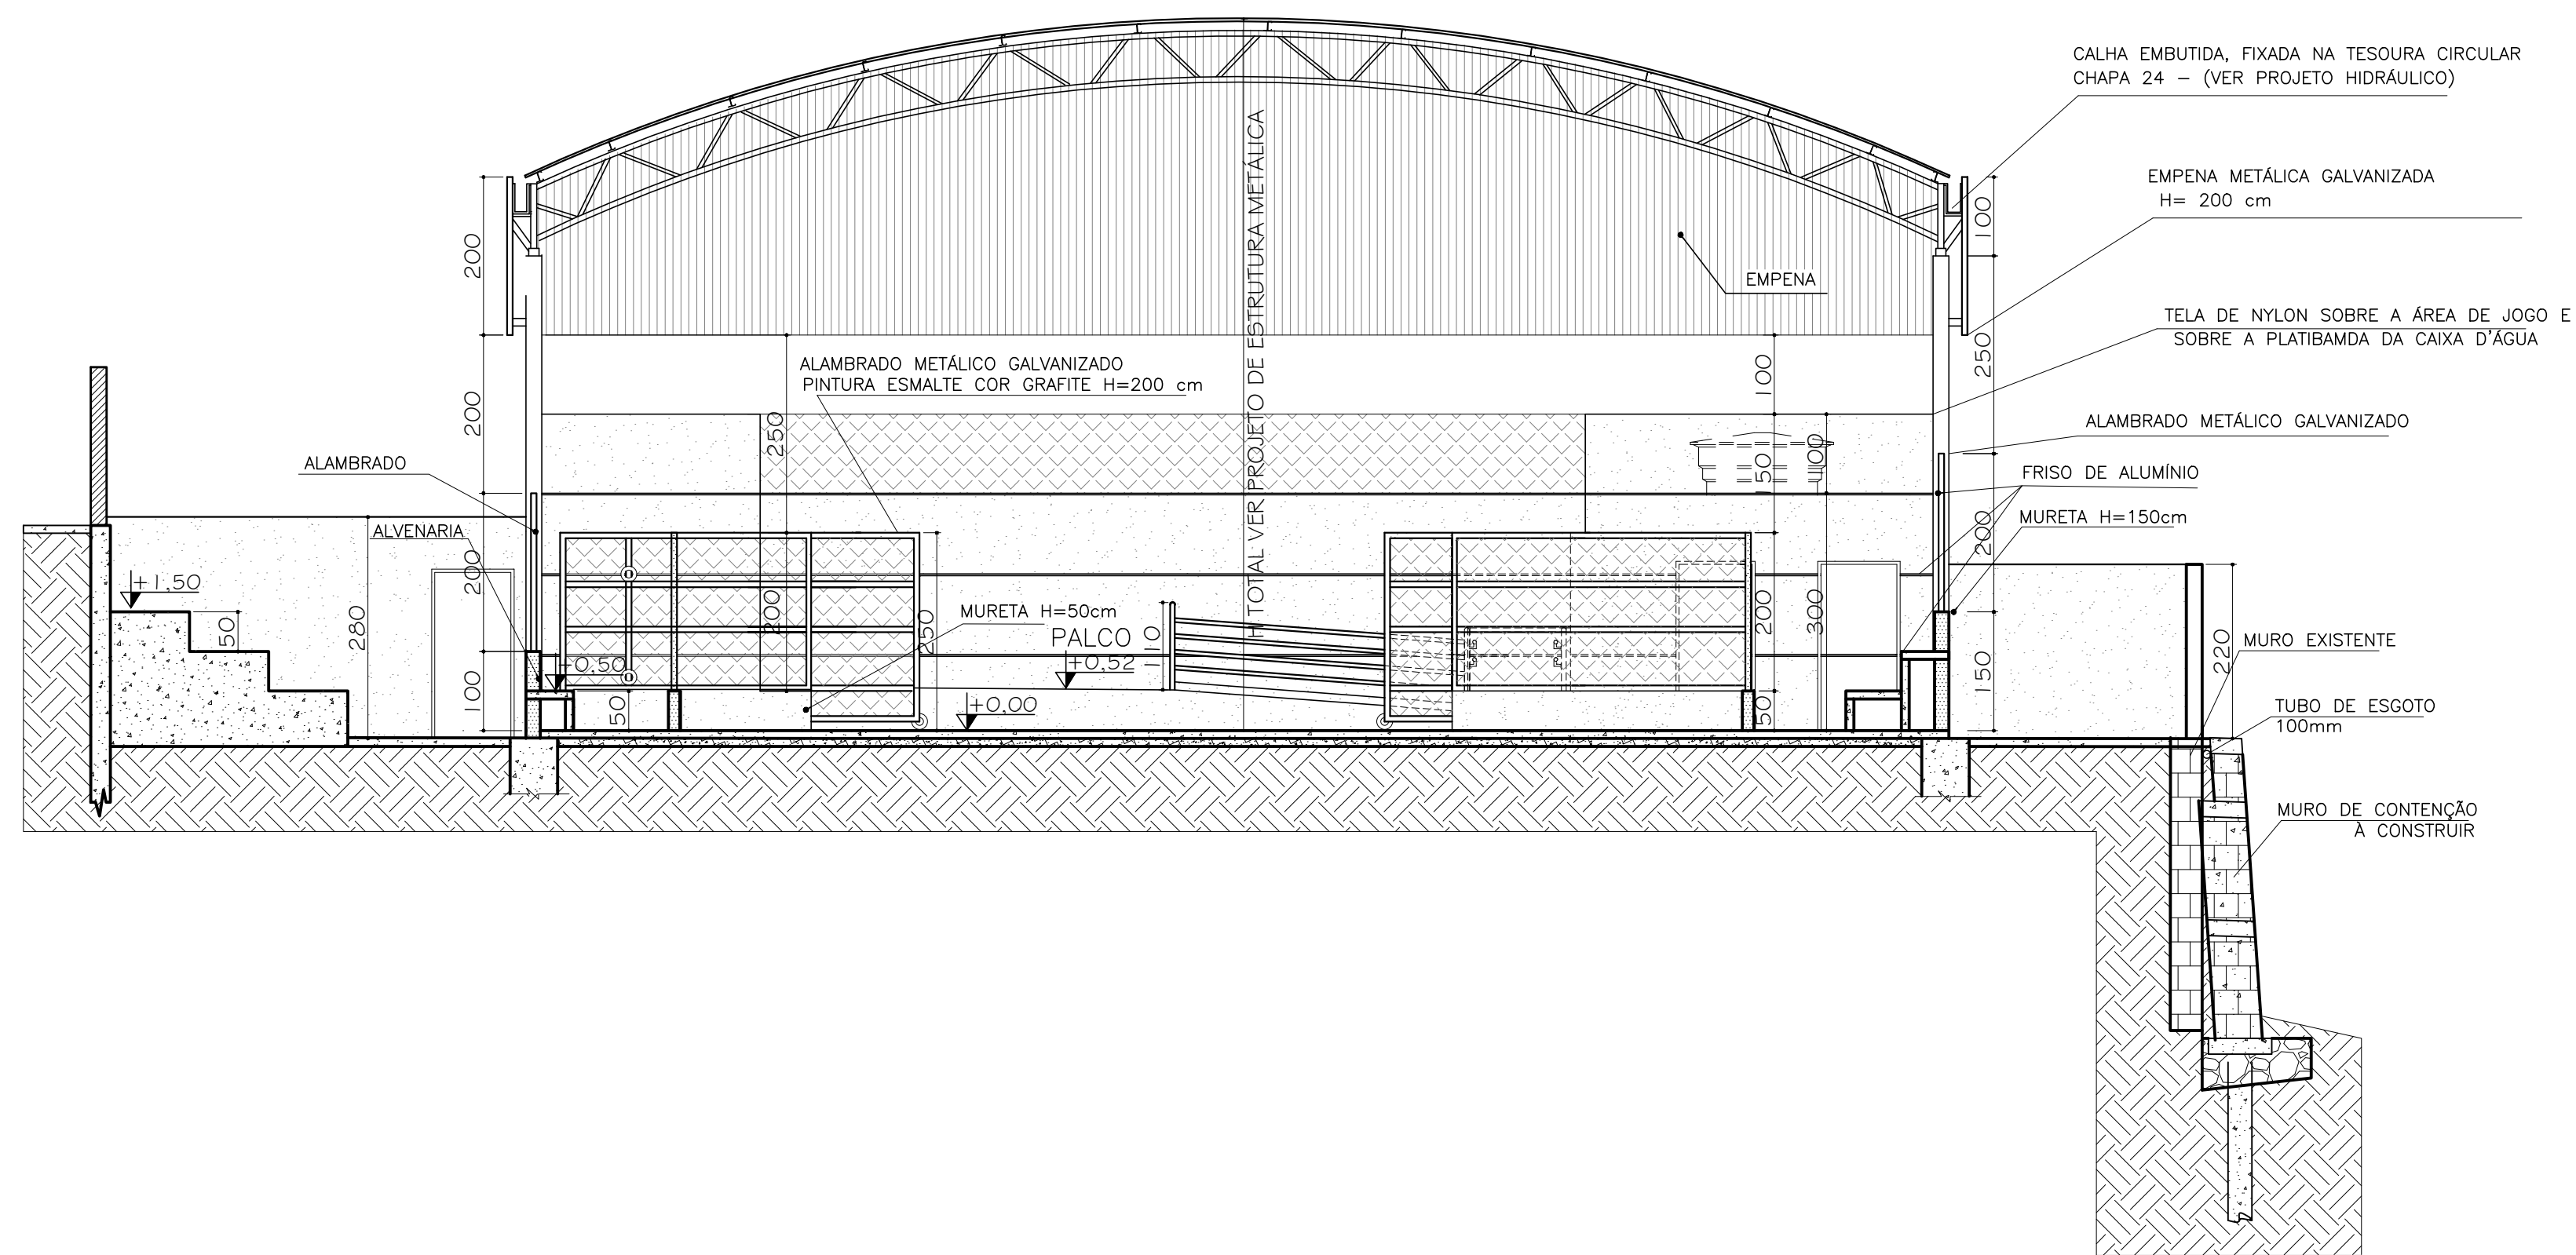 CALHA EMBUTIDA, FIXADA NA TESOURA CIRCULAR
CHAPA 24 – (VER PROJETO HIDRÁULICO)
EMPENA METÁLICA GALVANIZADA
H= 200 cm
100
200
EMPENA
H TOTAL VER PROJETO DE ESTRUTURA METÁLICA
TELA DE NYLON SOBRE A ÁREA DE JOGO E
SOBRE A PLATIBAMDA DA CAIXA D'ÁGUA
250
ALAMBRADO METÁLICO GALVANIZADO
PINTURA ESMALTE COR GRAFITE H=200 cm
100
200
250
ALAMBRADO METÁLICO GALVANIZADO
150
100
ALAMBRADO
FRISO DE ALUMÍNIO
MURETA H=150cm
200
ALVENARIA
200
+1,50
50
280
200
250
MURETA H=50cm
PALCO
110
200
300
+0,50
+0,52
+0,00
100
50
50
150
220
MURO EXISTENTE
TUBO DE ESGOTO
100mm
MURO DE CONTENÇÃO
À CONSTRUIR